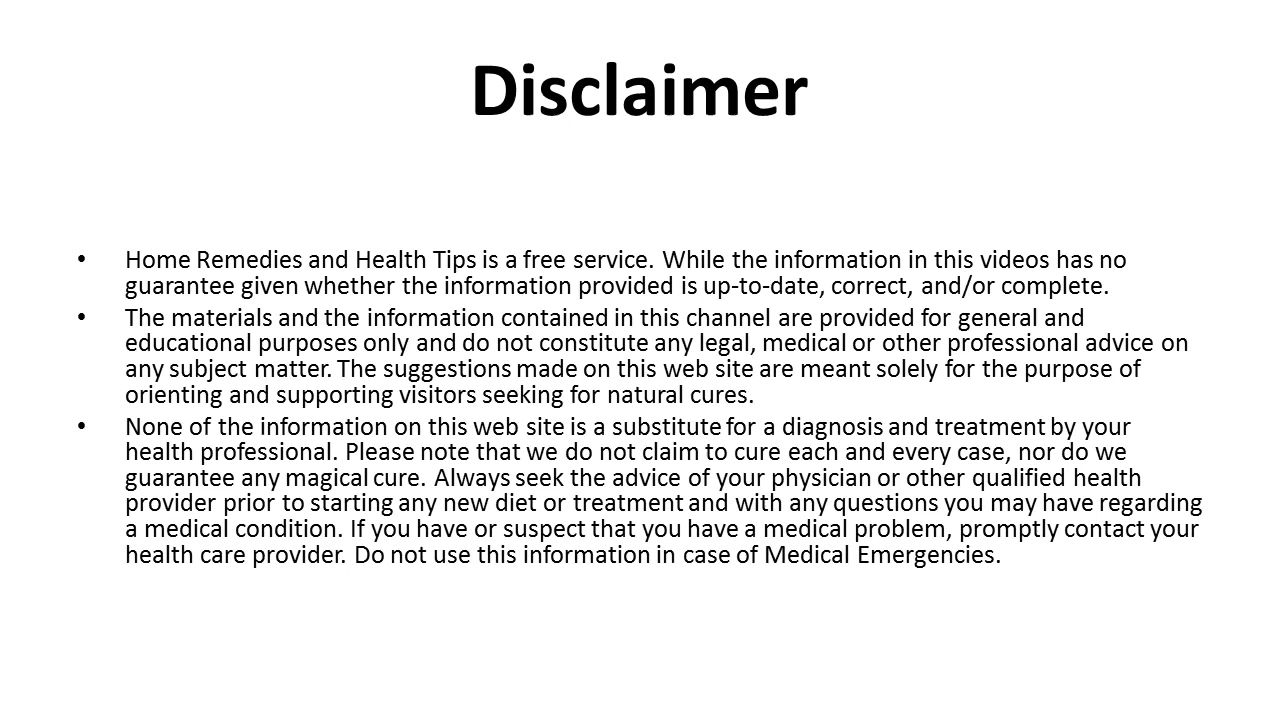 Disclaimer
• Home Remedies and Health Tips is a free service. While the information in this videos has no
guarantee given whether the information provided is up-to-date, correct, and/or complete.
• The materials and the information contained in this channel are provided for general and
educational purposes only and do not constitute any legal, medical or other professional advice on
any subject matter. The suggestions made on this web site are meant solely for the purpose of
orienting and supporting visitors seeking for natural cures.
• None of the information on this web site is a substitute for a diagnosis and treatment by your
health professional. Please note that we do not claim to cure each and every case, nor do we
guarantee any magical cure. Always seek the advice of your physician or other qualified health
provider prior to starting any new diet or treatment and with any questions you may have regarding
a medical condition. If you have or suspect that you have a medical problem, promptly contact your
health care provider. Do not use this information in case of Medical Emergencies.